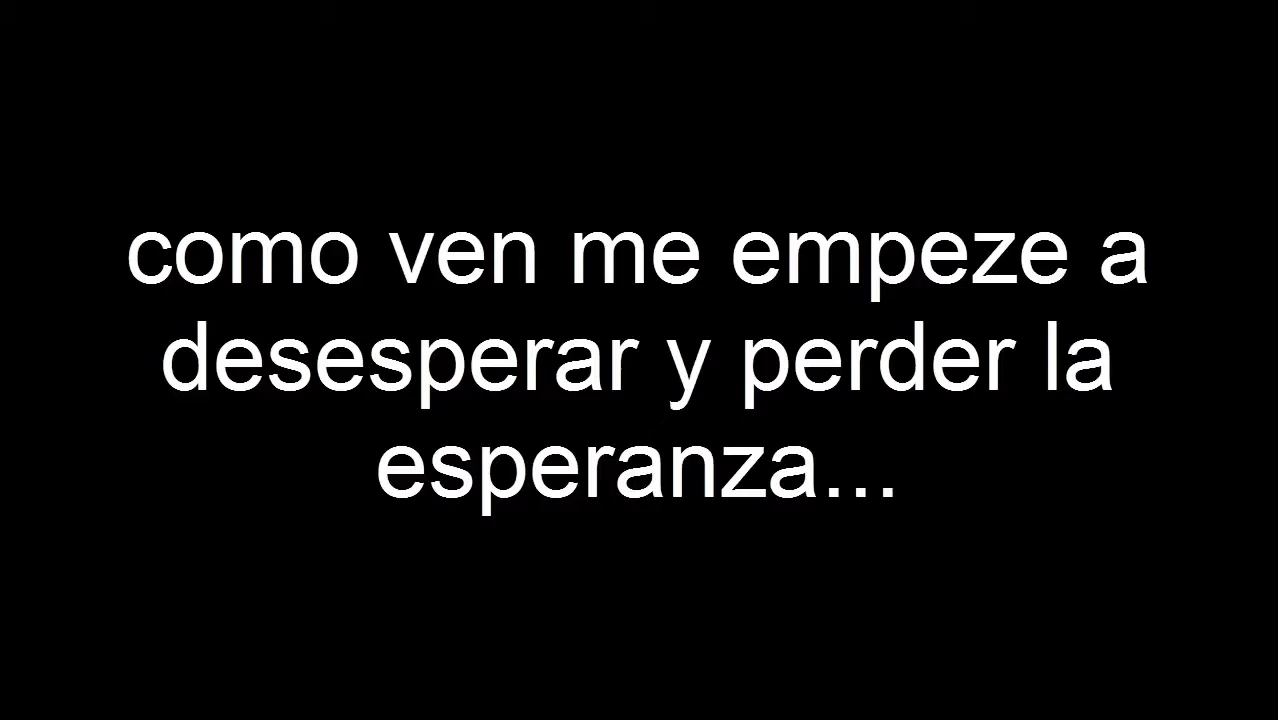 como ven me empeze a
desesperar y perder la
esperanza...